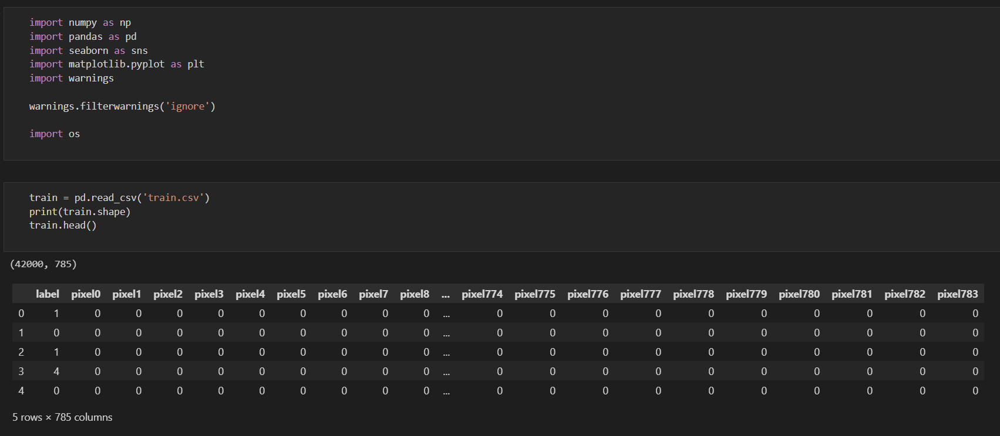 import numpy as np
import pandas as pd
import seaborn as sns
import matplotlib.pyplot as plt
import warnings
warnings.filterwarnings('ignore')
import os
train = pd.read_csv('train.csv')
print(train.shape)
train.head()
(42000, 785)
label pixel0 pixel1 pixel2 pixel3 pixel4 pixel5 pixel6 pixel7 pixel8 ... pixel774 pixel775 pixel776 pixel777 pixel778 pixel779 pixel780 pixel781 pixel782 pixel783
0 1 0 0 0 0 0 0 0 0 0 ... 0 0 0 0 0 0 0 0 0 0
1 0 0 0 0 0 0 0 0 0 0 ... 0 0 0 0 0 0 0 0 0 0
2 1 0 0 0 0 0 0 0 0 0 ... 0 0 0 0 0 0 0 0 0 0
3 4 0 0 0 0 0 0 0 0 0 ... 0 0 0 0 0 0 0 0 0 0
4 0 0 0 0 0 0 0 0 0 0 ... 0 0 0 0 0 0 0 0 0 0
5 rows × 785 columns